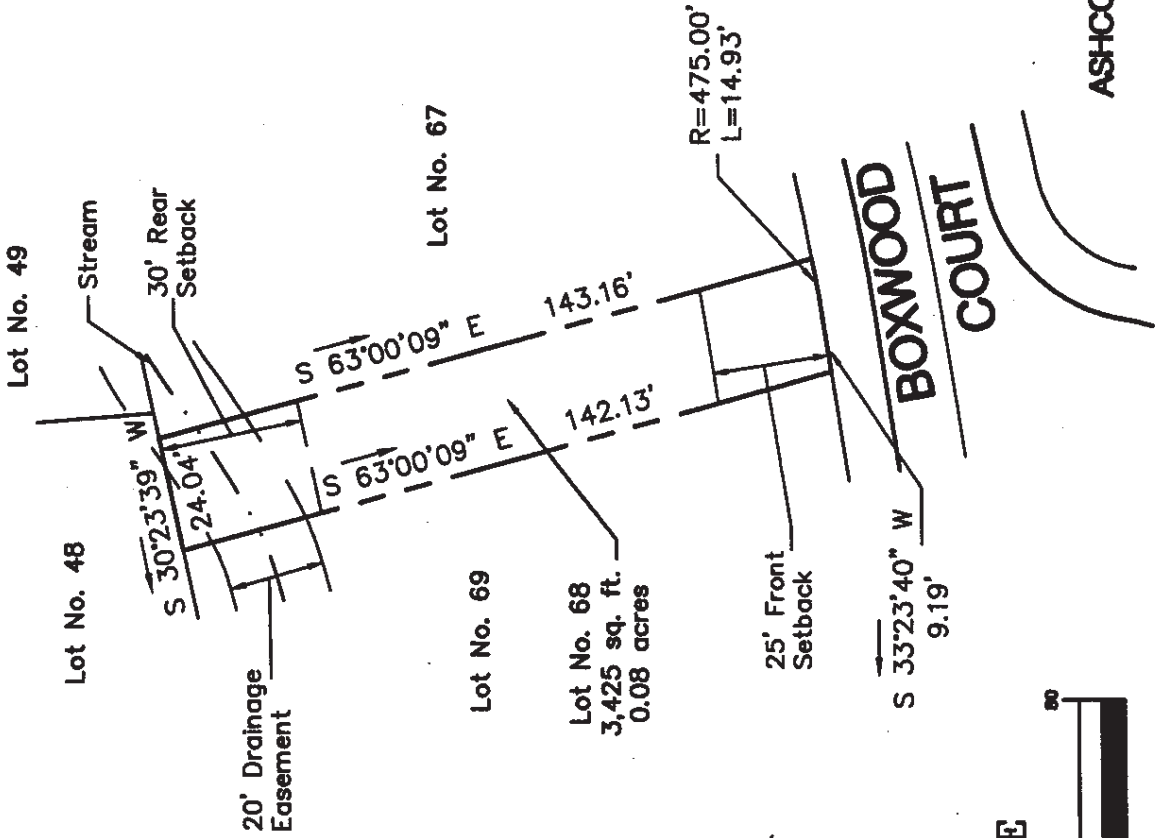 Lot No. 49
Stream
30' Rear
Setback
Lot No. 67
R=475.00'
L=14.93'
Lot No. 48
S 30°23'39" W
24.04'
S 63°00'09" E
143.16'
S 63°00'09" E
142.13'
20' Drainage
Easement
Lot No. 69
Lot No. 68
3,425 sq. ft.
0.08 acres
25' Front
Setback
S 33°23'40" W
9.19'
BOXWOOD
COURT